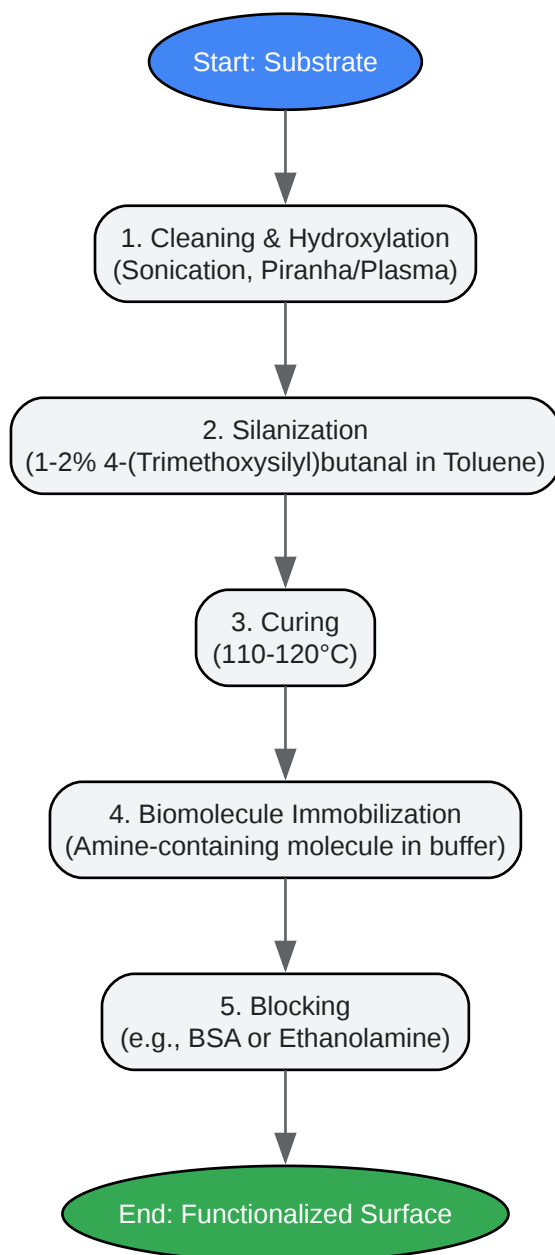 Start: Substrate
1. Cleaning & Hydroxylation
(Sonication, Piranha/Plasma)
2. Silanization
(1-2% 4-(Trimethoxysilyl)butanal in Toluene)
3. Curing
(110-120°C)
4. Biomolecule Immobilization
(Amine-containing molecule in buffer)
5. Blocking
(e.g., BSA or Ethanolamine)
End: Functionalized Surface